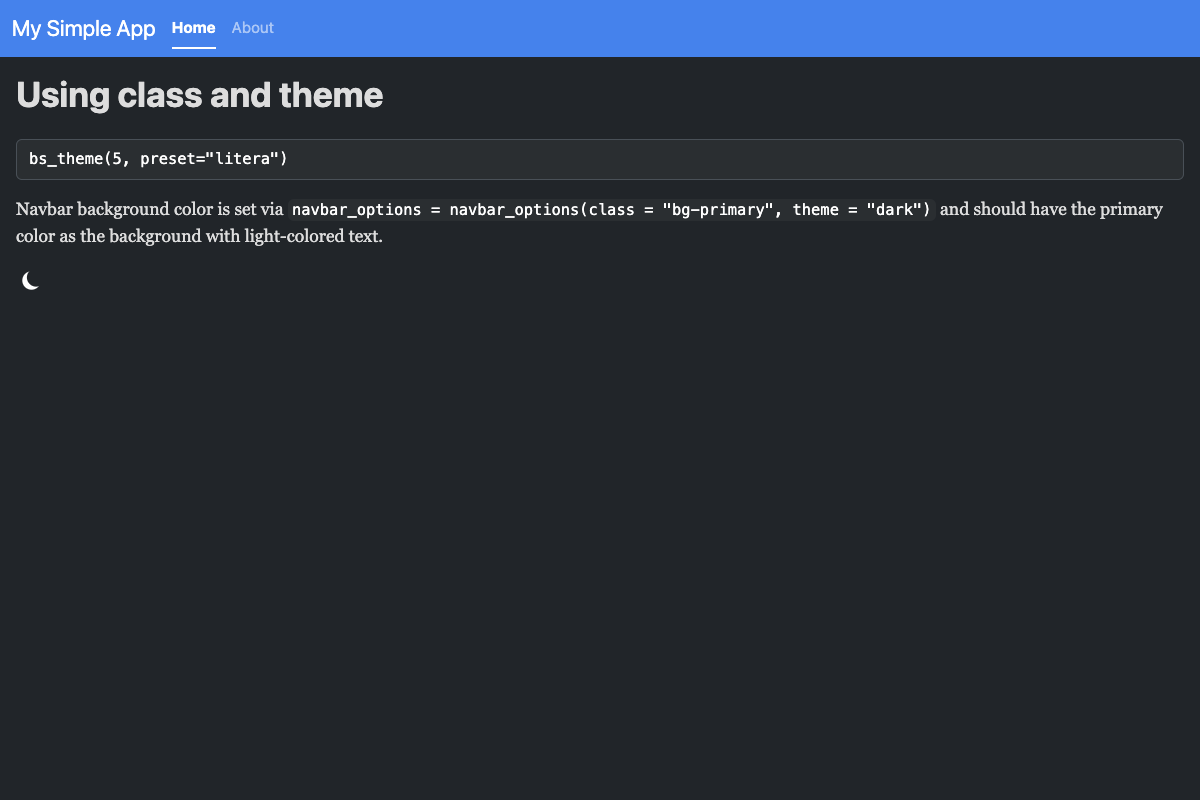 My Simple App Home About
Using class and theme
bs_theme(5, preset="litera")
Navbar background color is set via navbar_options = navbar_options(class = "bg-primary", theme = "dark") and should have the primary
color as the background with light-colored text.